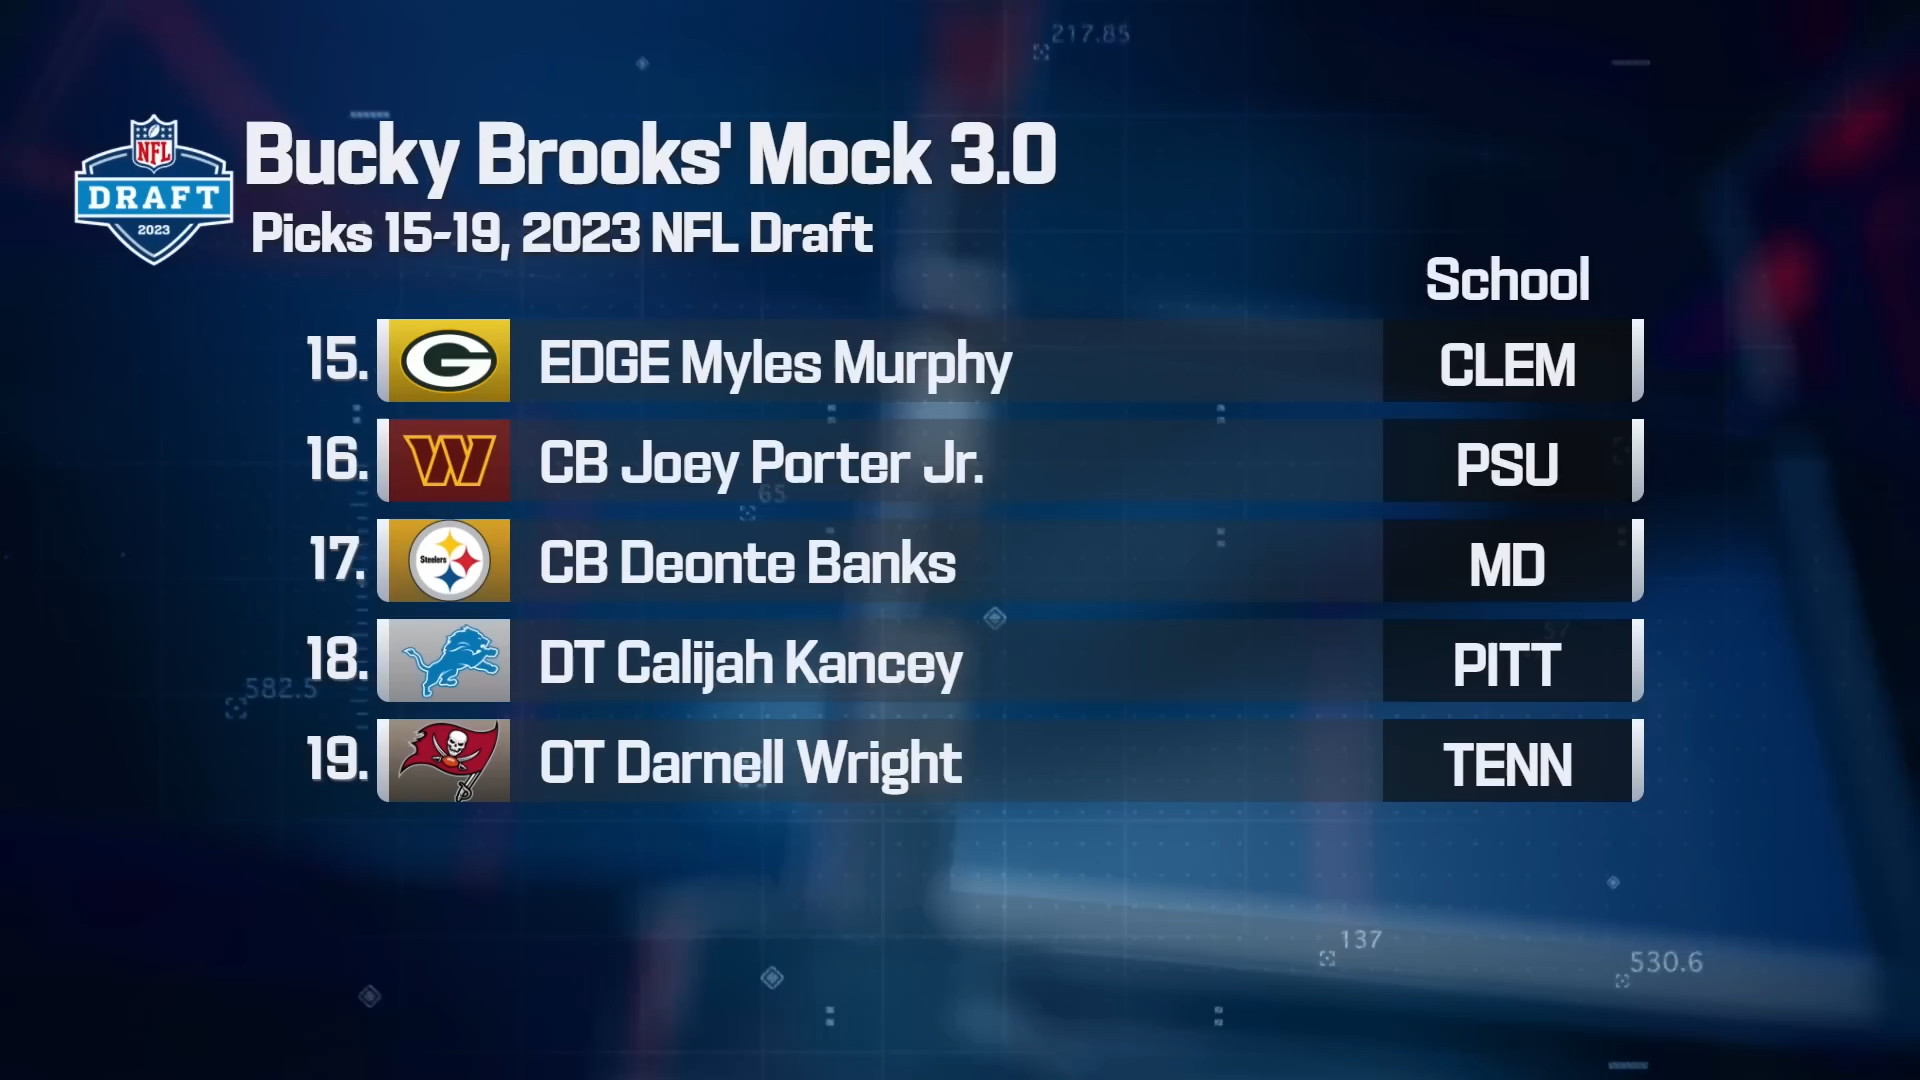 217.85
NFL
DRAFT
2023
Bucky Brooks' Mock 3.0
Picks 15-19, 2023 NFL Draft
School
15. EDGE Myles Murphy CLEM
16. CB Joey Porter Jr. PSU
65
17. Steelers CB Deonte Banks MD
57
18. DT Calijah Kancey PITT
582.5
19. OT Darnell Wright TENN
137
530.6